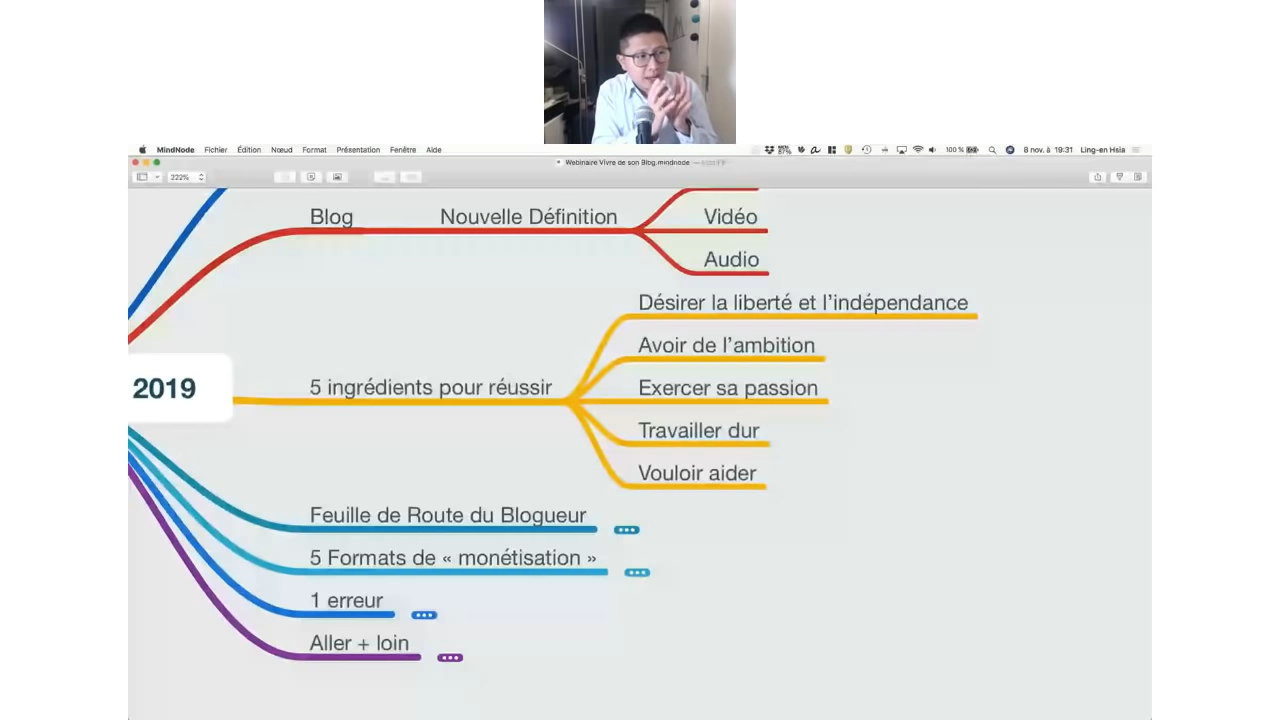 MindNode Fichier Édition Nœud Format Présentation Fenêtre Aide 100 % 8 nov. à 19:31 Ling-en Hsia
Webinaire Vivre de son Blog.mindnode
222%
Blog
Nouvelle Définition
Vidéo
Audio
2019
5 ingrédients pour réussir
Désirer la liberté et l’indépendance
Avoir de l’ambition
Exercer sa passion
Travailler dur
Vouloir aider
Feuille de Route du Blogueur
5 Formats de « monétisation »
1 erreur
Aller + loin